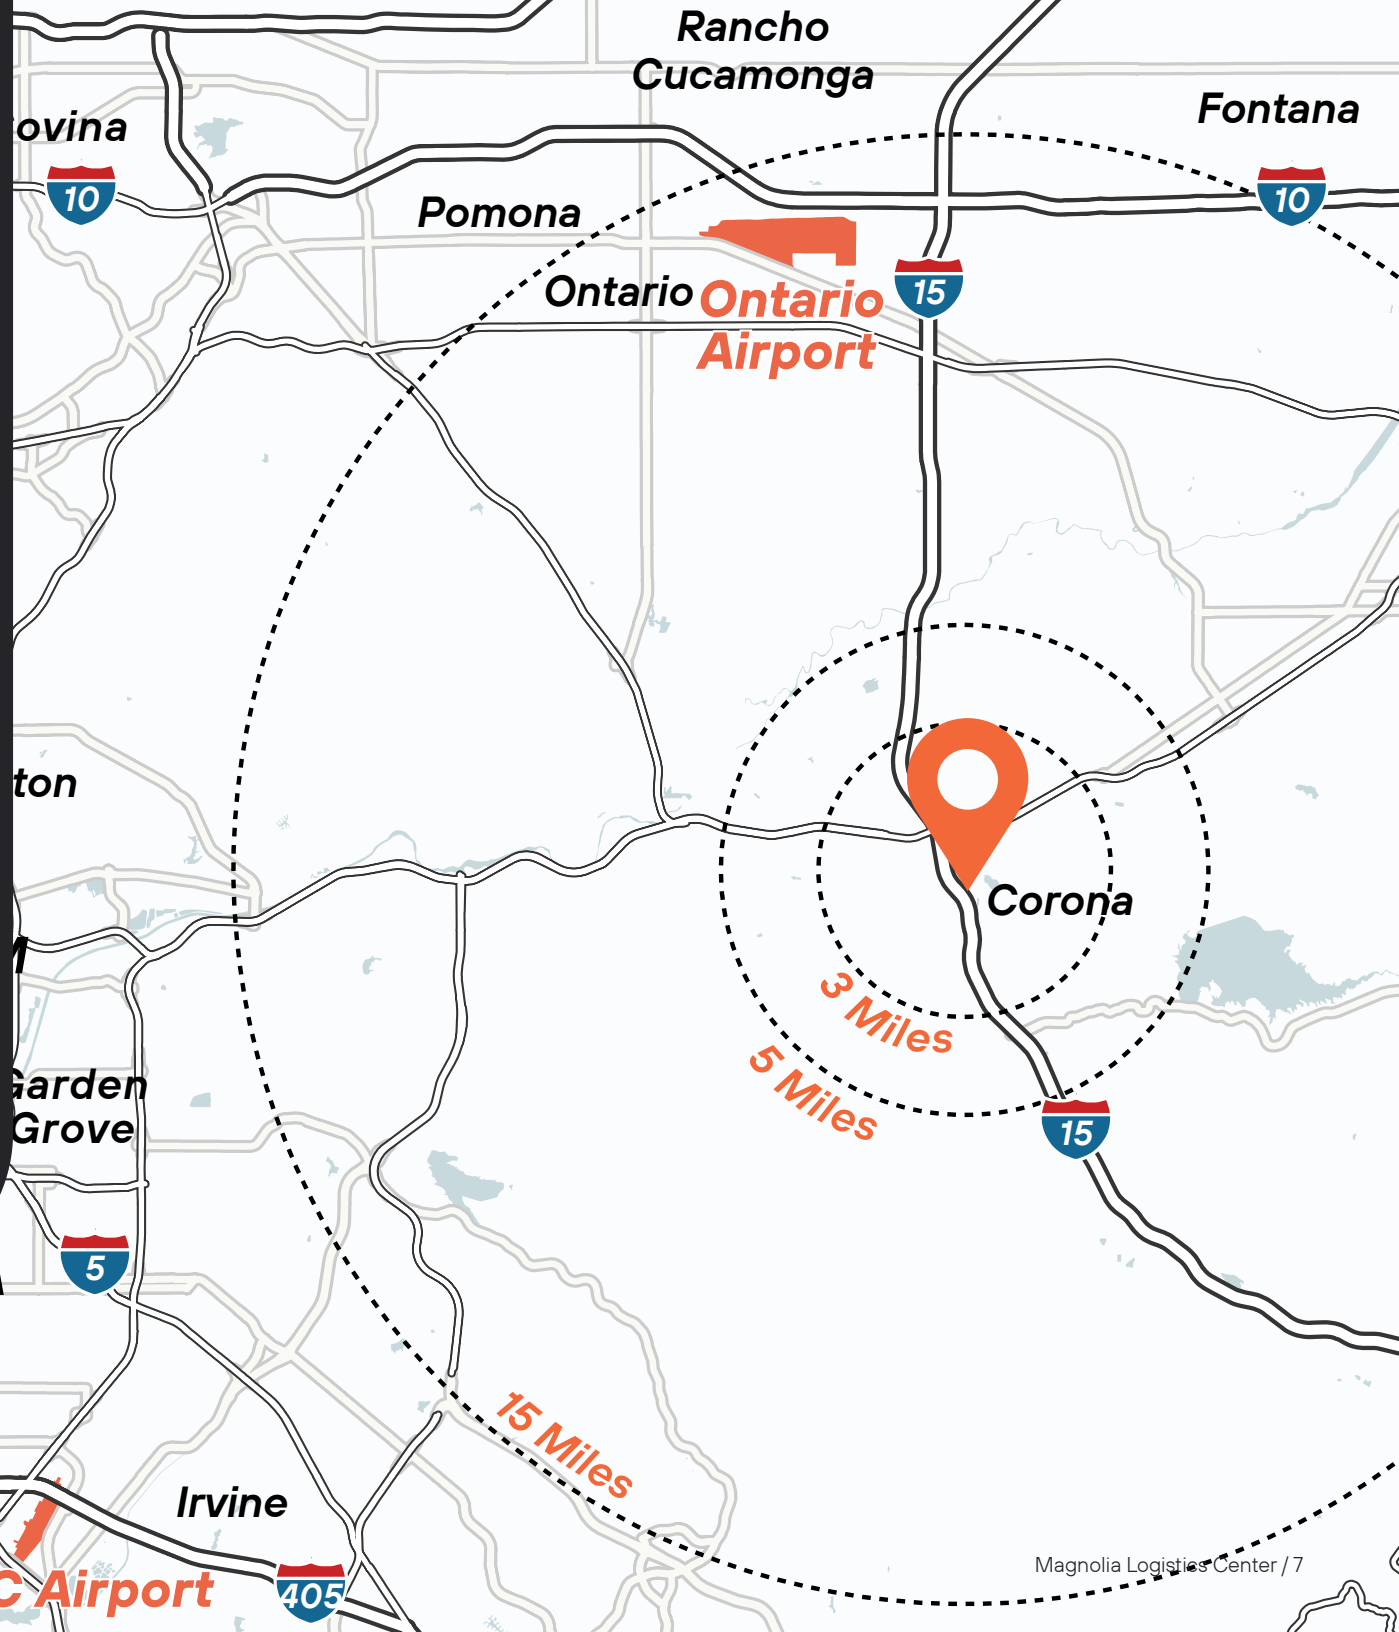 Rancho
Cucamonga
Fontana
ovina
10
10
Pomona
Ontario
Ontario
Airport
15
ton
Corona
3 Miles
5 Miles
Garden
Grove
15
5
15 Miles
Irvine
Magnolia Logistics Center / 7
C Airport
405